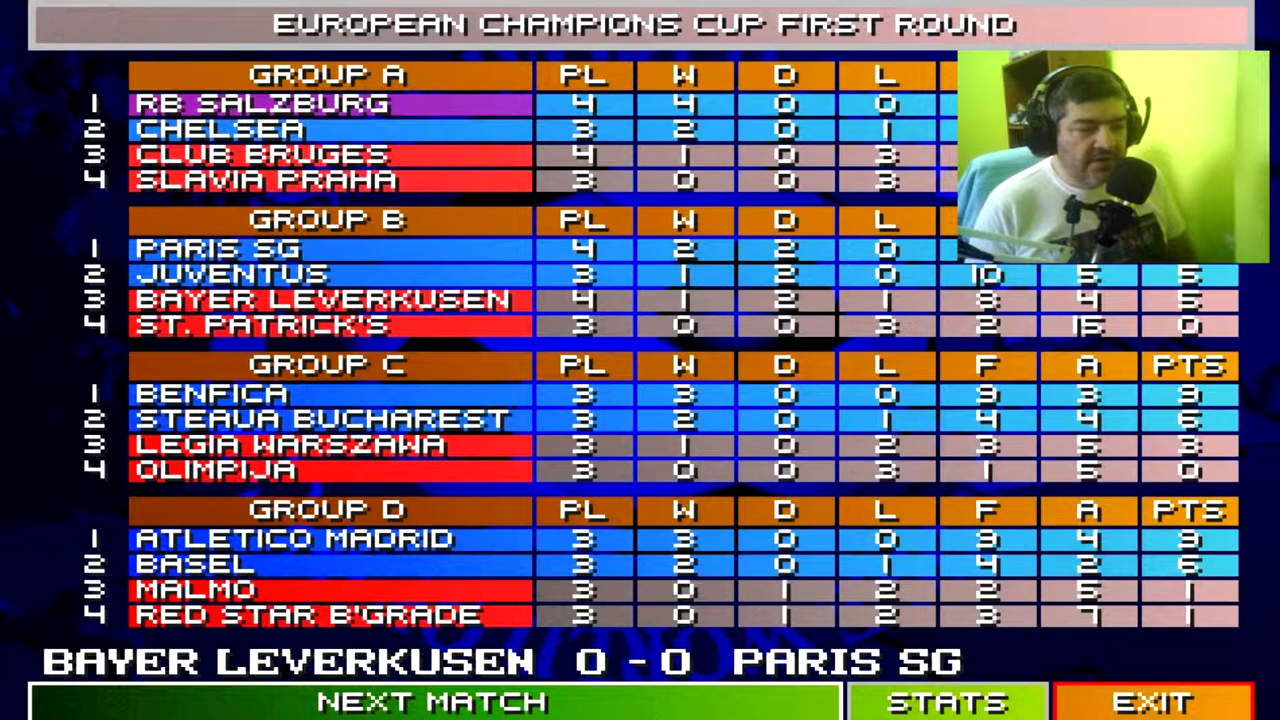 EUROPEAN CHAMPIONS CUP FIRST ROUND
GROUP A PL W D L
1 RB SALZBURG 4 4 0 0
2 CHELSEA 3 2 0 1
3 CLUB BRUGES 4 1 0 3
4 SLAVIA PRAHA 3 0 0 3
GROUP B PL W D L
1 PARIS SG 4 2 2 0
2 JUVENTUS 3 1 2 0 10 5 5
3 BAYER LEVERKUSEN 4 1 2 1 8 4 5
4 ST. PATRICK'S 3 0 0 3 2 15 0
GROUP C PL W D L F A PTS
1 BENFICA 3 3 0 0 9 3 9
2 STEAUA BUCHAREST 3 2 0 1 4 4 6
3 LEGIA WARSZAWA 3 1 0 2 3 5 3
4 OLIMPIJA 3 0 0 3 1 5 0
GROUP D PL W D L F A PTS
1 ATLETICO MADRID 3 3 0 0 9 4 9
2 BASEL 3 2 0 1 4 2 6
3 MALMO 3 0 1 2 2 5 1
4 RED STAR B'GRADE 3 0 1 2 3 7 1
BAYER LEVERKUSEN 0 - 0 PARIS SG
NEXT MATCH STATS EXIT